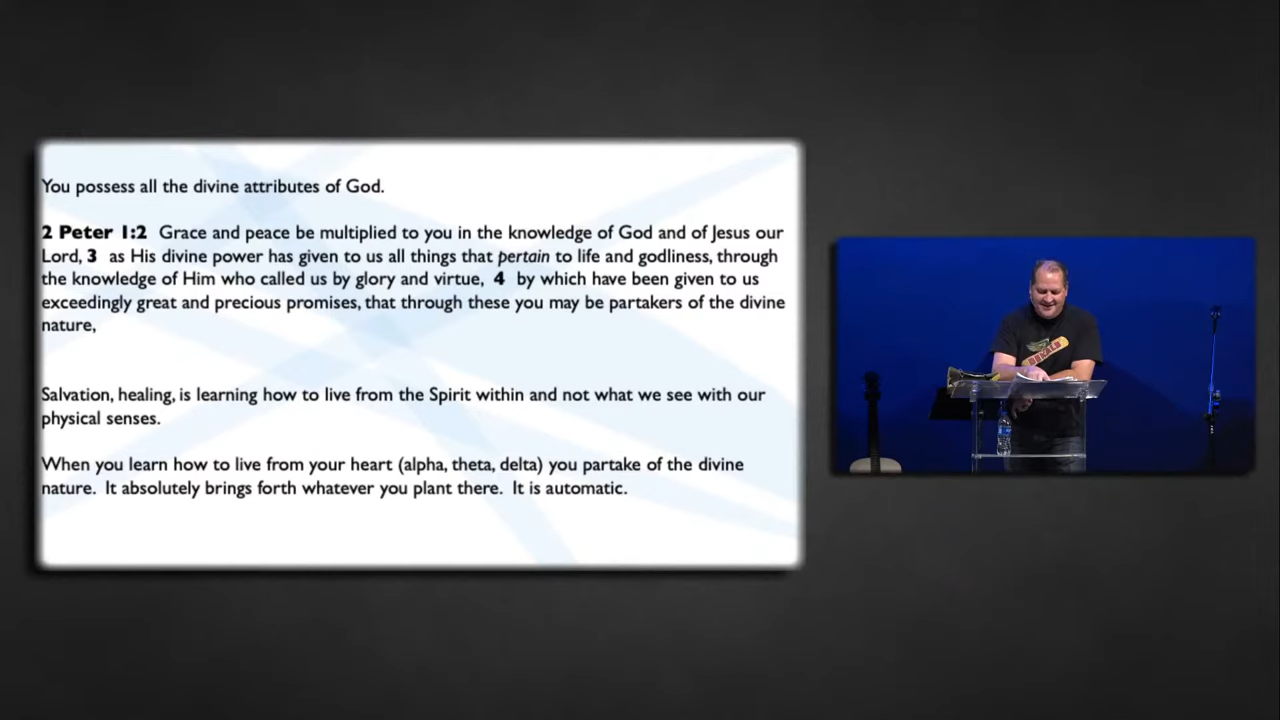 You possess all the divine attributes of God.
2 Peter 1:2 Grace and peace be multiplied to you in the knowledge of God and of Jesus our
Lord, 3 as His divine power has given to us all things that pertain to life and godliness, through
the knowledge of Him who called us by glory and virtue, 4 by which have been given to us
exceedingly great and precious promises, that through these you may be partakers of the divine
nature,
Salvation, healing, is learning how to live from the Spirit within and not what we see with our
physical senses.
When you learn how to live from your heart (alpha, theta, delta) you partake of the divine
nature. It absolutely brings forth whatever you plant there. It is automatic.